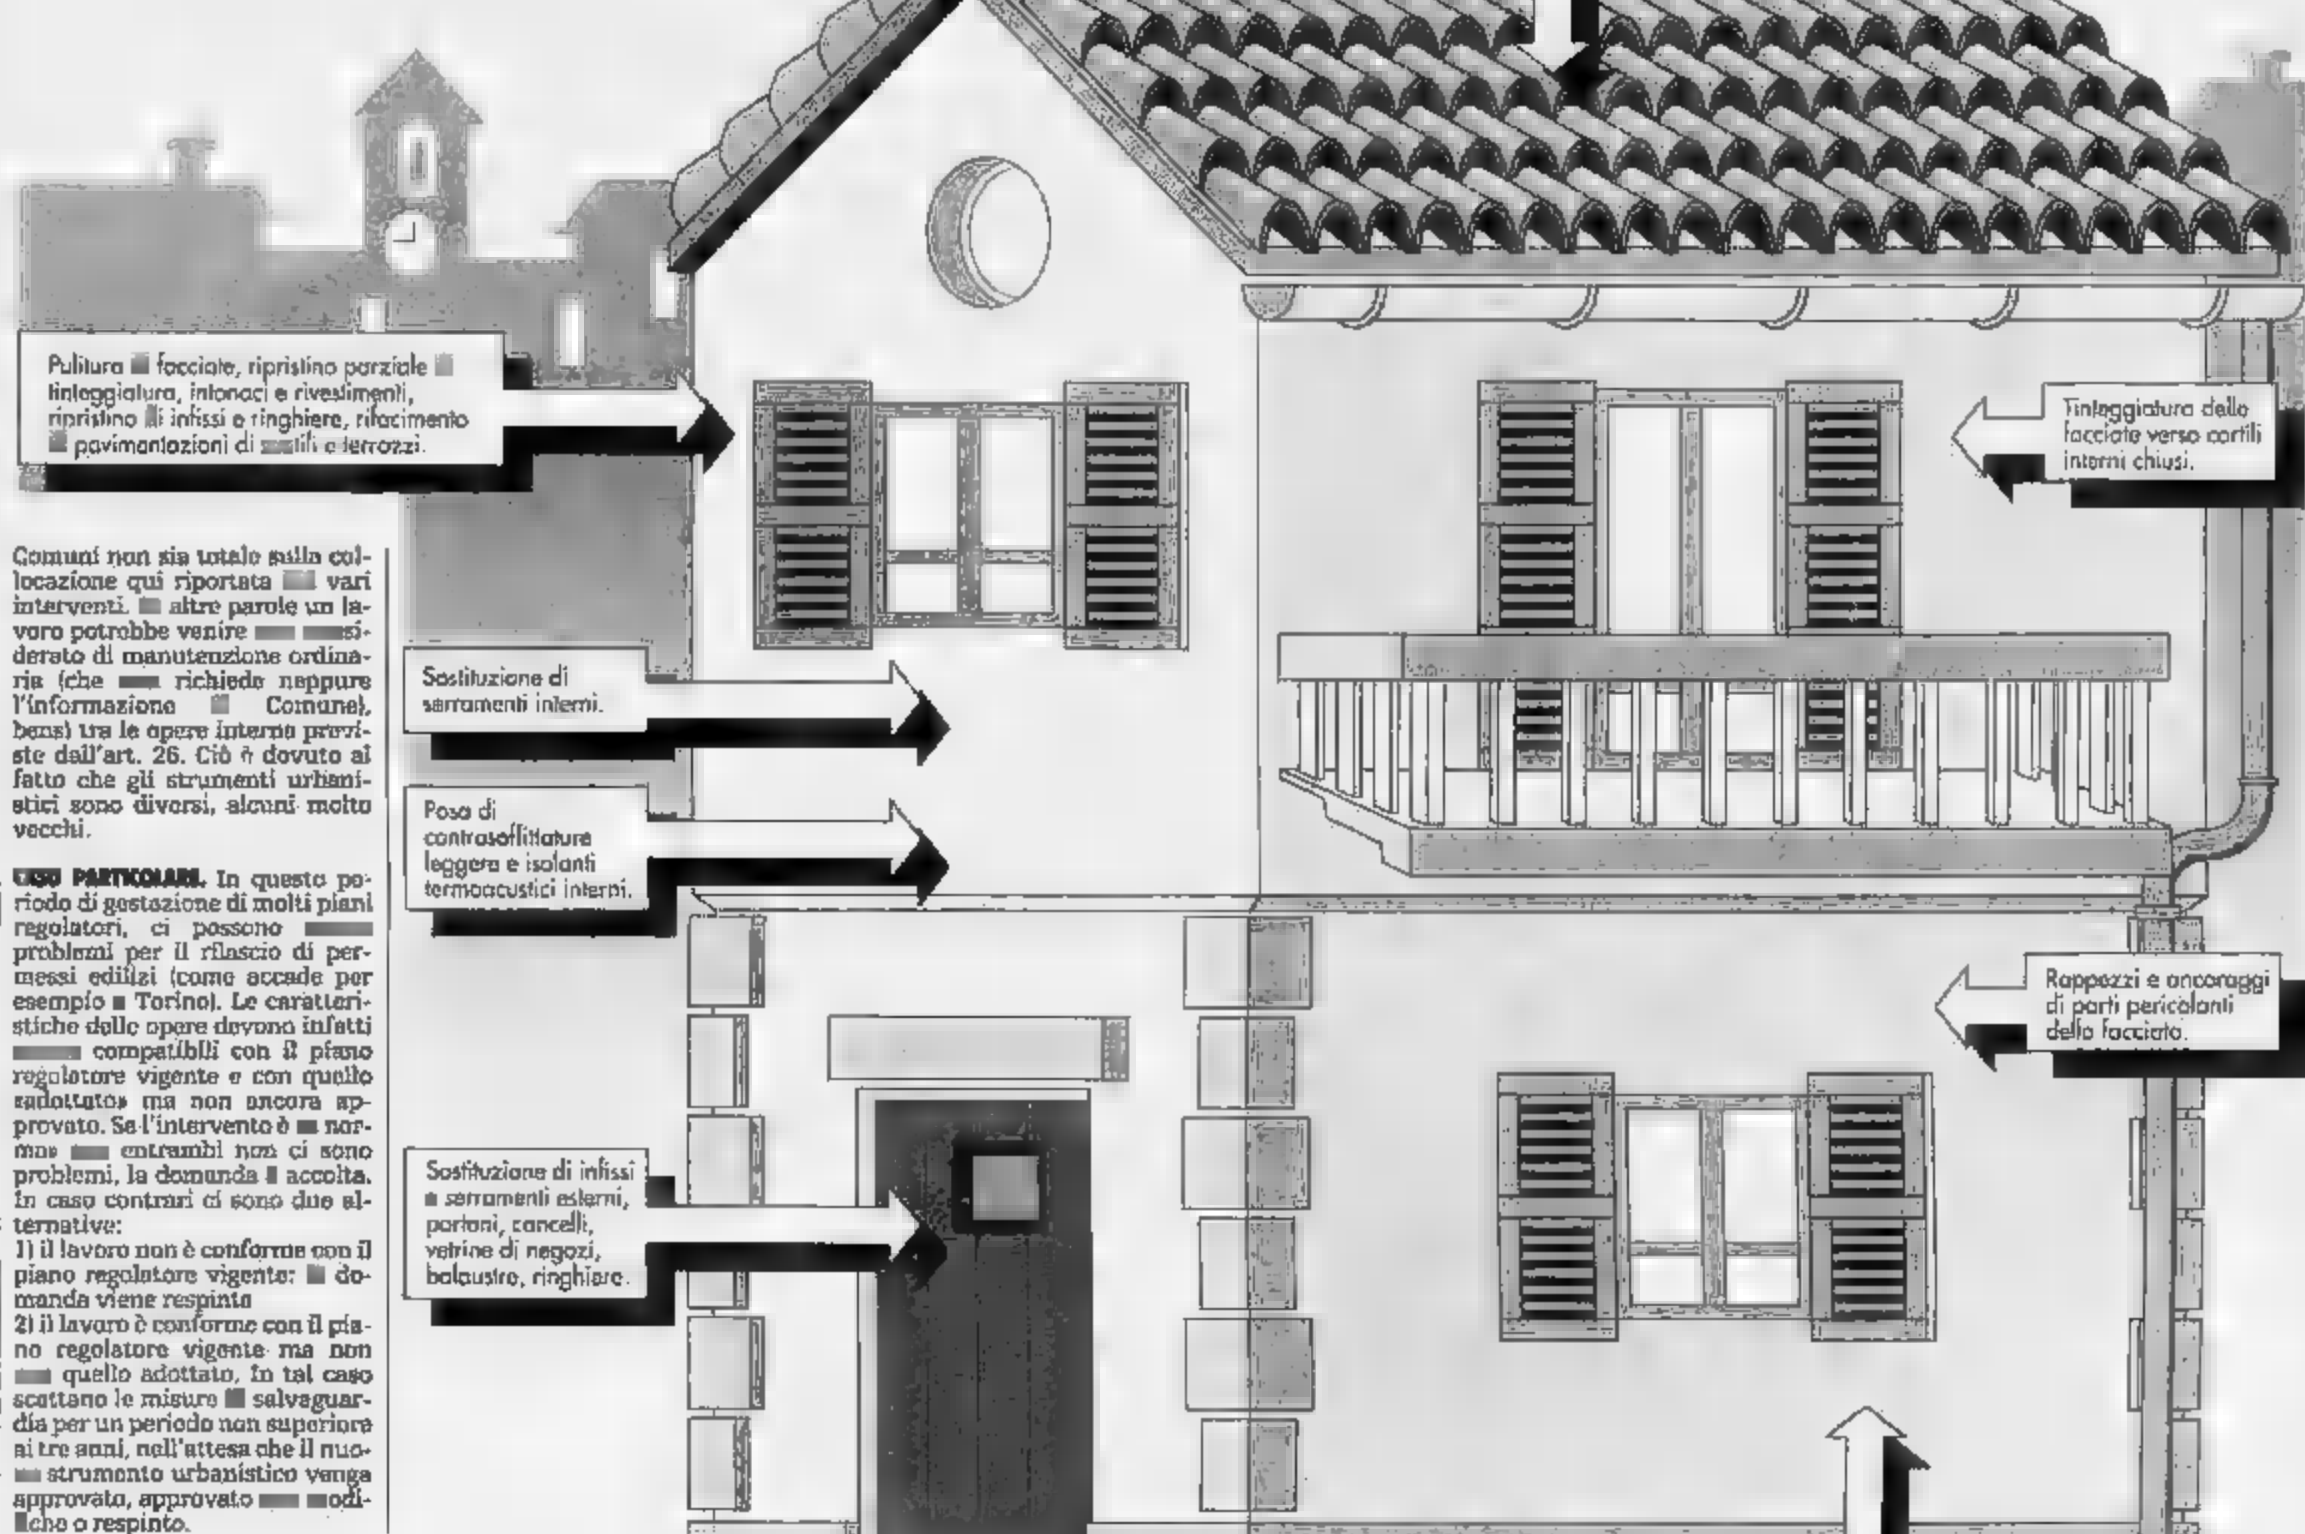 Pulitura facciate, ripristino parziale
tinteggiatura, intonaci e rivestimenti,
ripristino di infissi e ringhiere, rifacimento
pavimentazioni di e terrazzi.
Tinteggiatura delle
facciate verso cortili
interni chiusi.
Sostituzione di
serramenti interni.
Posa di
controsoffittature
leggere e isolanti
termoacustici interni.
Rappezzi e ancoraggi
di parti pericolanti
della facciata.
Sostituzione di infissi
e serramenti esterni,
portoni, cancelli,
vetrine di negozi,
balaustre, ringhiere.
Comuni non sia totale sulla col-
locazione qui riportata vari
interventi. altre parole un la-
voro potrebbe venire
derato di manutenzione ordina-
ria (che richiede neppure
l'informazione Comune),
bensì tra le opere interne previ-
ste dall'art. 26. Ciò è dovuto al
fatto che gli strumenti urbani-
stici sono diversi, alcuni molto
vecchi.
PARTICOLARI. In questo pe-
riodo di gestazione di molti piani
regolatori, ci possono
problemi per il rilascio di per-
messi edilizi (come accade per
esempio a Torino). Le caratteri-
stiche delle opere devono infatti
compatibili con il piano
regolatore vigente e con quello
«adottato» ma non ancora ap-
provato. Se l'intervento è nor-
ma» entrambi non ci sono
problemi, la domanda è accolta.
In caso contrari ci sono due al-
ternative:
1) il lavoro non è conforme con il
piano regolatore vigente: do-
manda viene respinta
2) il lavoro è conforme con il pia-
no regolatore vigente ma non
quello adottato. In tal caso
scattano le misure salvaguar-
dia per un periodo non superiore
ai tre anni, nell'attesa che il nuo-
strumento urbanistico venga
approvato, approvato modi-
fiche o respinto.